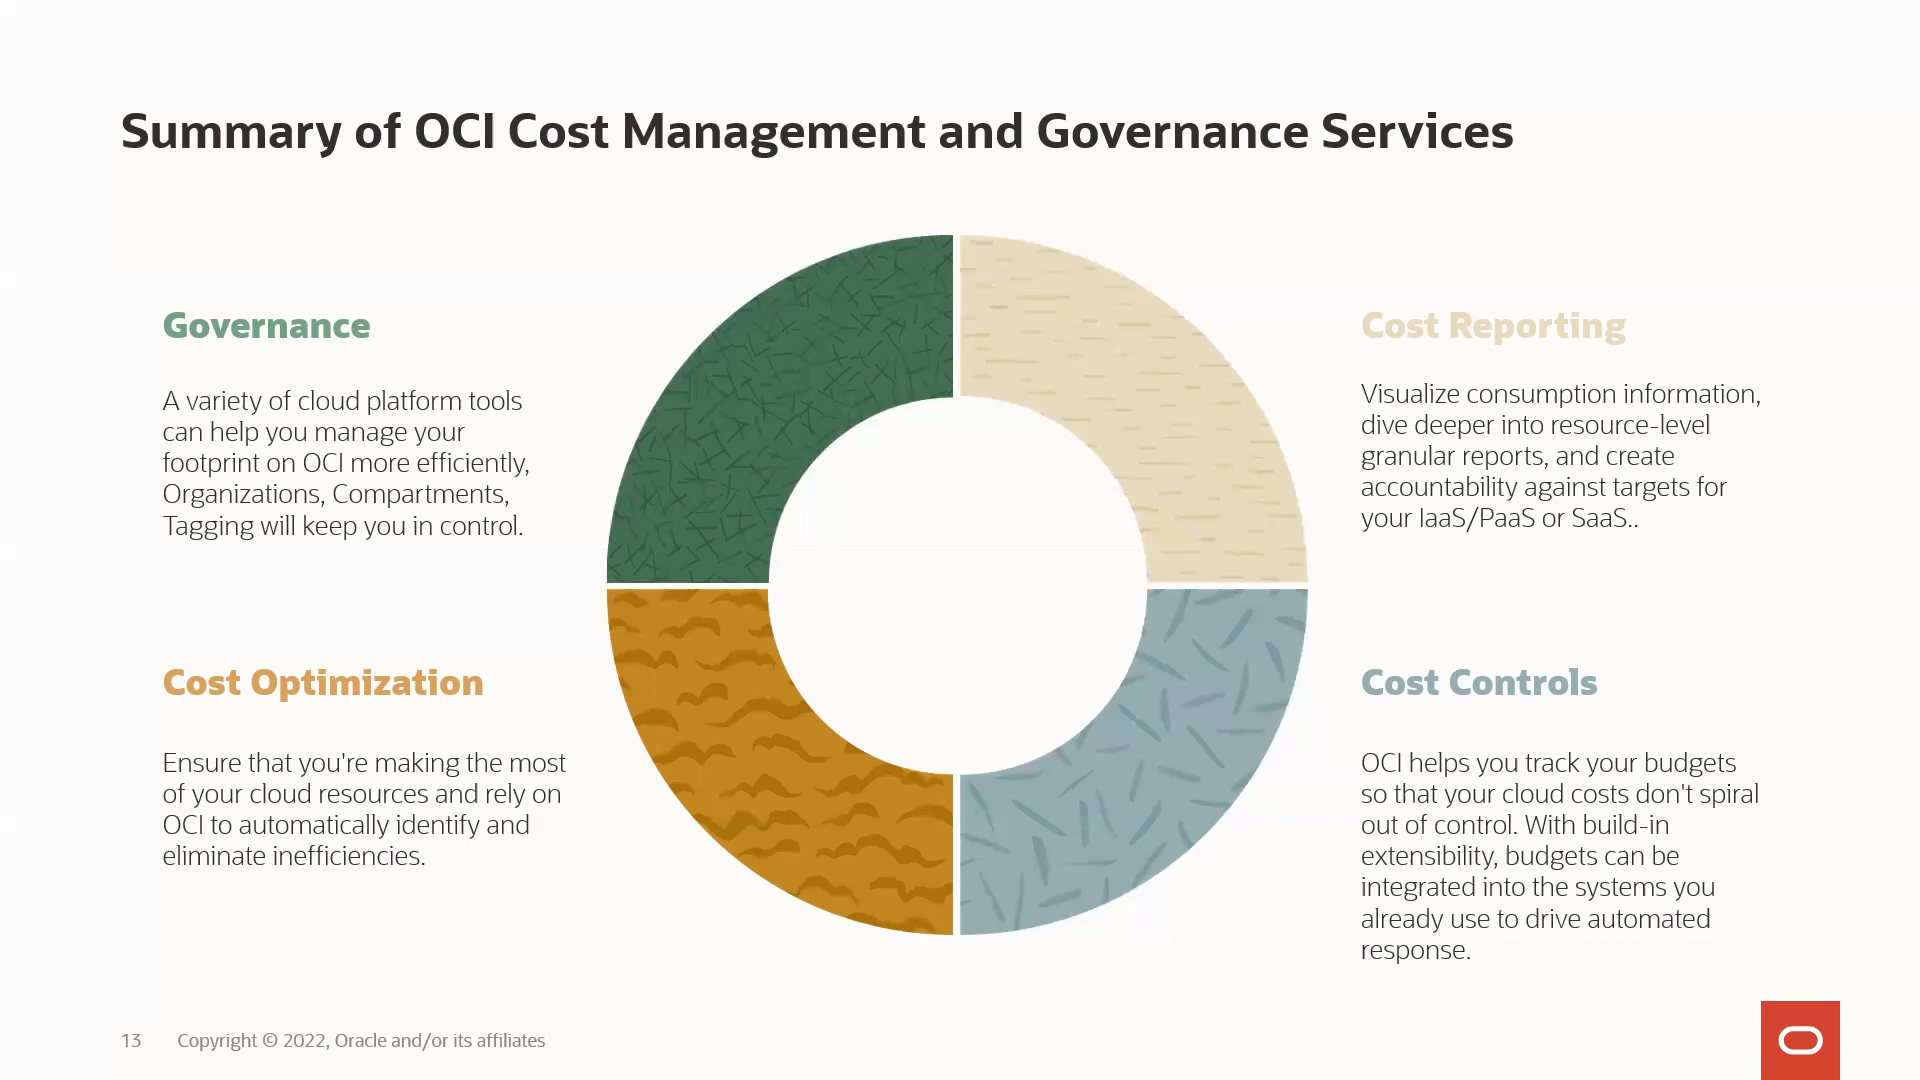 Summary of OCI Cost Management and Governance Services
Governance
A variety of cloud platform tools
can help you manage your
footprint on OCI more efficiently,
Organizations, Compartments,
Tagging will keep you in control.
Cost Reporting
Visualize consumption information,
dive deeper into resource-level
granular reports, and create
accountability against targets for
your IaaS/PaaS or SaaS..
Cost Optimization
Ensure that you're making the most
of your cloud resources and rely on
OCI to automatically identify and
eliminate inefficiencies.
Cost Controls
OCI helps you track your budgets
so that your cloud costs don't spiral
out of control. With build-in
extensibility, budgets can be
integrated into the systems you
already use to drive automated
response.
13 Copyright © 2022, Oracle and/or its affiliates